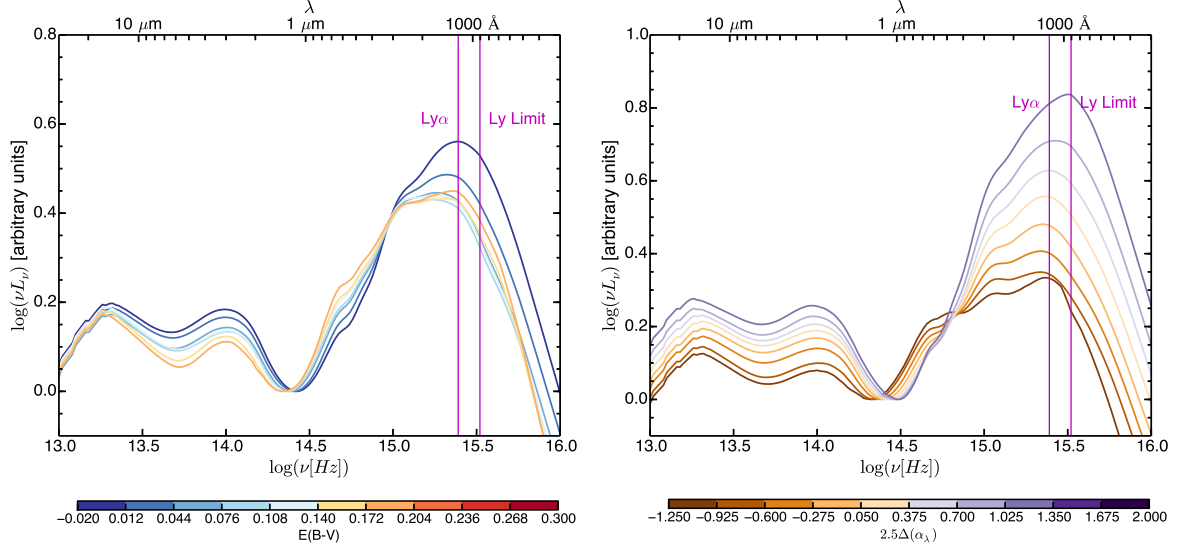 λ
10 μm 1 μm 1000 Å
0.8
0.6
0.4
0.2
0.0
log(νLν) [arbitrary units]
Lyα
Ly Limit
13.0 13.5 14.0 14.5 15.0 15.5 16.0
log(ν[Hz])
−0.020 0.012 0.044 0.076 0.108 0.140 0.172 0.204 0.236 0.268 0.300
E(B-V)
λ
10 μm 1 μm 1000 Å
1.0
0.8
0.6
0.4
0.2
0.0
log(νLν) [arbitrary units]
Lyα
Ly Limit
13.0 13.5 14.0 14.5 15.0 15.5 16.0
log(ν[Hz])
−1.250 −0.925 −0.600 −0.275 0.050 0.375 0.700 1.025 1.350 1.675 2.000
2.5Δ(αλ)